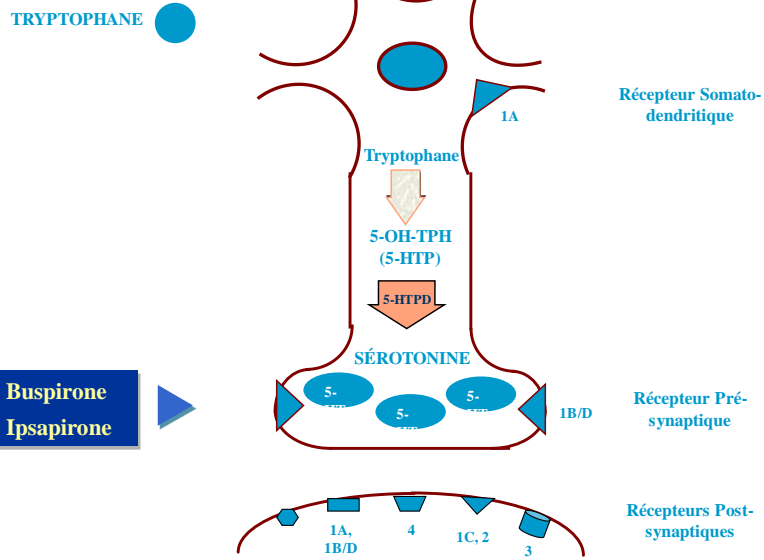 TRYPTOPHANE
Récepteur Somato-
dendritique
1A
Tryptophane
5-OH-TPH
(5-HTP)
5-HTPD
SÉROTONINE
5-
5-
5-
Buspirone
Ipsapirone
1B/D
Récepteur Pré-
synaptique
1A,
1B/D
4
1C, 2
3
Récepteurs Post-
synaptiques